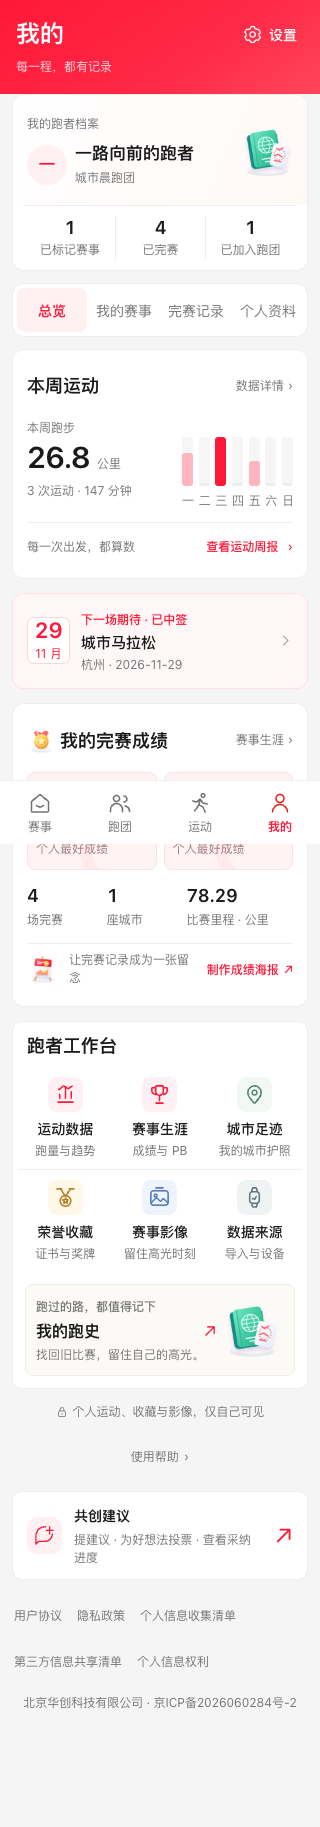 我的
设置
每一程，都有记录
我的跑者档案
一
一路向前的跑者
城市晨跑团
1
4
1
已标记赛事
已完赛
已加入跑团
总览
我的赛事
完赛记录
个人资料
本周运动
数据详情 ›
本周跑步
26.8 公里
3 次运动 · 147 分钟
一 二 三 四 五 六 日
每一次出发，都算数
查看运动周报 ›
29
11 月
下一场期待 · 已中签
城市马拉松
杭州 · 2026-11-29
我的完赛成绩
赛事生涯 ›
赛事
跑团
运动
我的
个人最好成绩
个人最好成绩
4
1
78.29
场完赛
座城市
比赛里程 · 公里
让完赛记录成为一张留
念
制作成绩海报
跑者工作台
运动数据
赛事生涯
城市足迹
跑量与趋势
成绩与 PB
我的城市护照
荣誉收藏
赛事影像
数据来源
证书与奖牌
留住高光时刻
导入与设备
跑过的路，都值得记下
我的跑史
找回旧比赛，留住自己的高光。
个人运动、收藏与影像，仅自己可见
使用帮助 ›
共创建议
提建议 · 为好想法投票 · 查看采纳
进度
用户协议
隐私政策
个人信息收集清单
第三方信息共享清单
个人信息权利
北京华创科技有限公司 · 京ICP备2026060284号-2